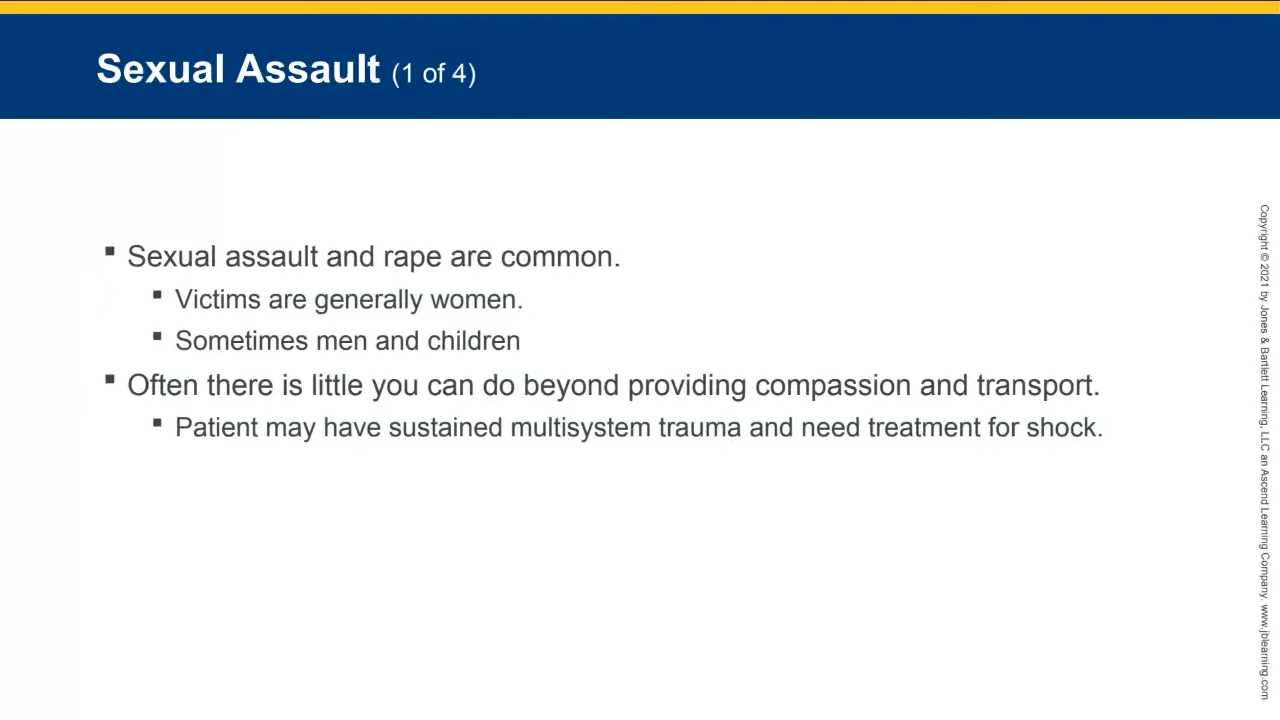 Sexual Assault (1 of 4)
▪ Sexual assault and rape are common.
▪ Victims are generally women.
▪ Sometimes men and children
▪ Often there is little you can do beyond providing compassion and transport.
▪ Patient may have sustained multisystem trauma and need treatment for shock.
Copyright © 2021 by Jones & Bartlett Learning, LLC an Ascend Learning Company. www.jblearning.com